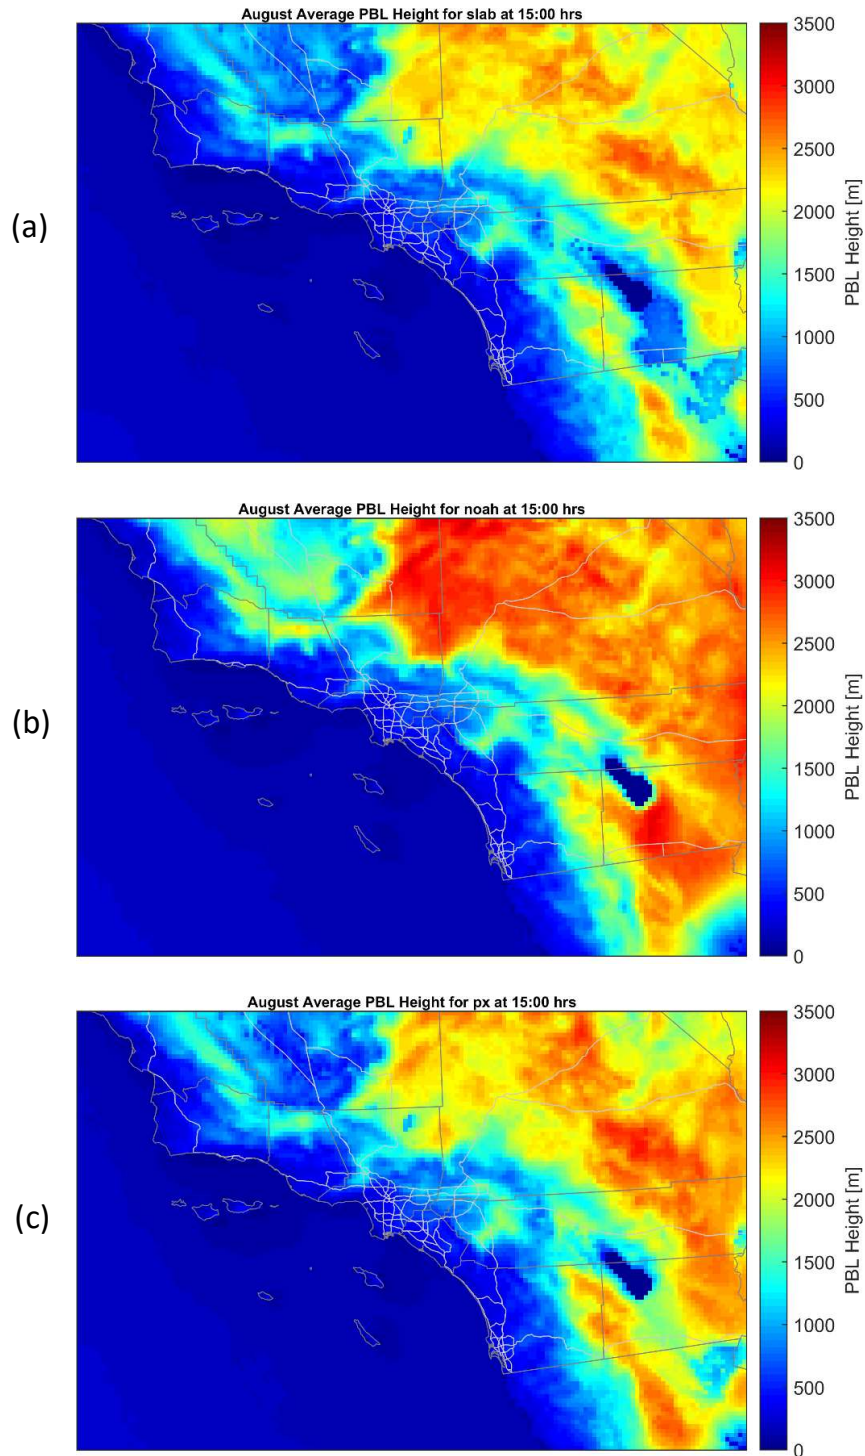 August Average PBL Height for slab at 15:00 hrs
(a)
3500
3000
2500
2000
1500
1000
500
0
PBL Height [m]
August Average PBL Height for noah at 15:00 hrs
(b)
3500
3000
2500
2000
1500
1000
500
0
PBL Height [m]
August Average PBL Height for px at 15:00 hrs
(c)
3500
3000
2500
2000
1500
1000
500
0
PBL Height [m]